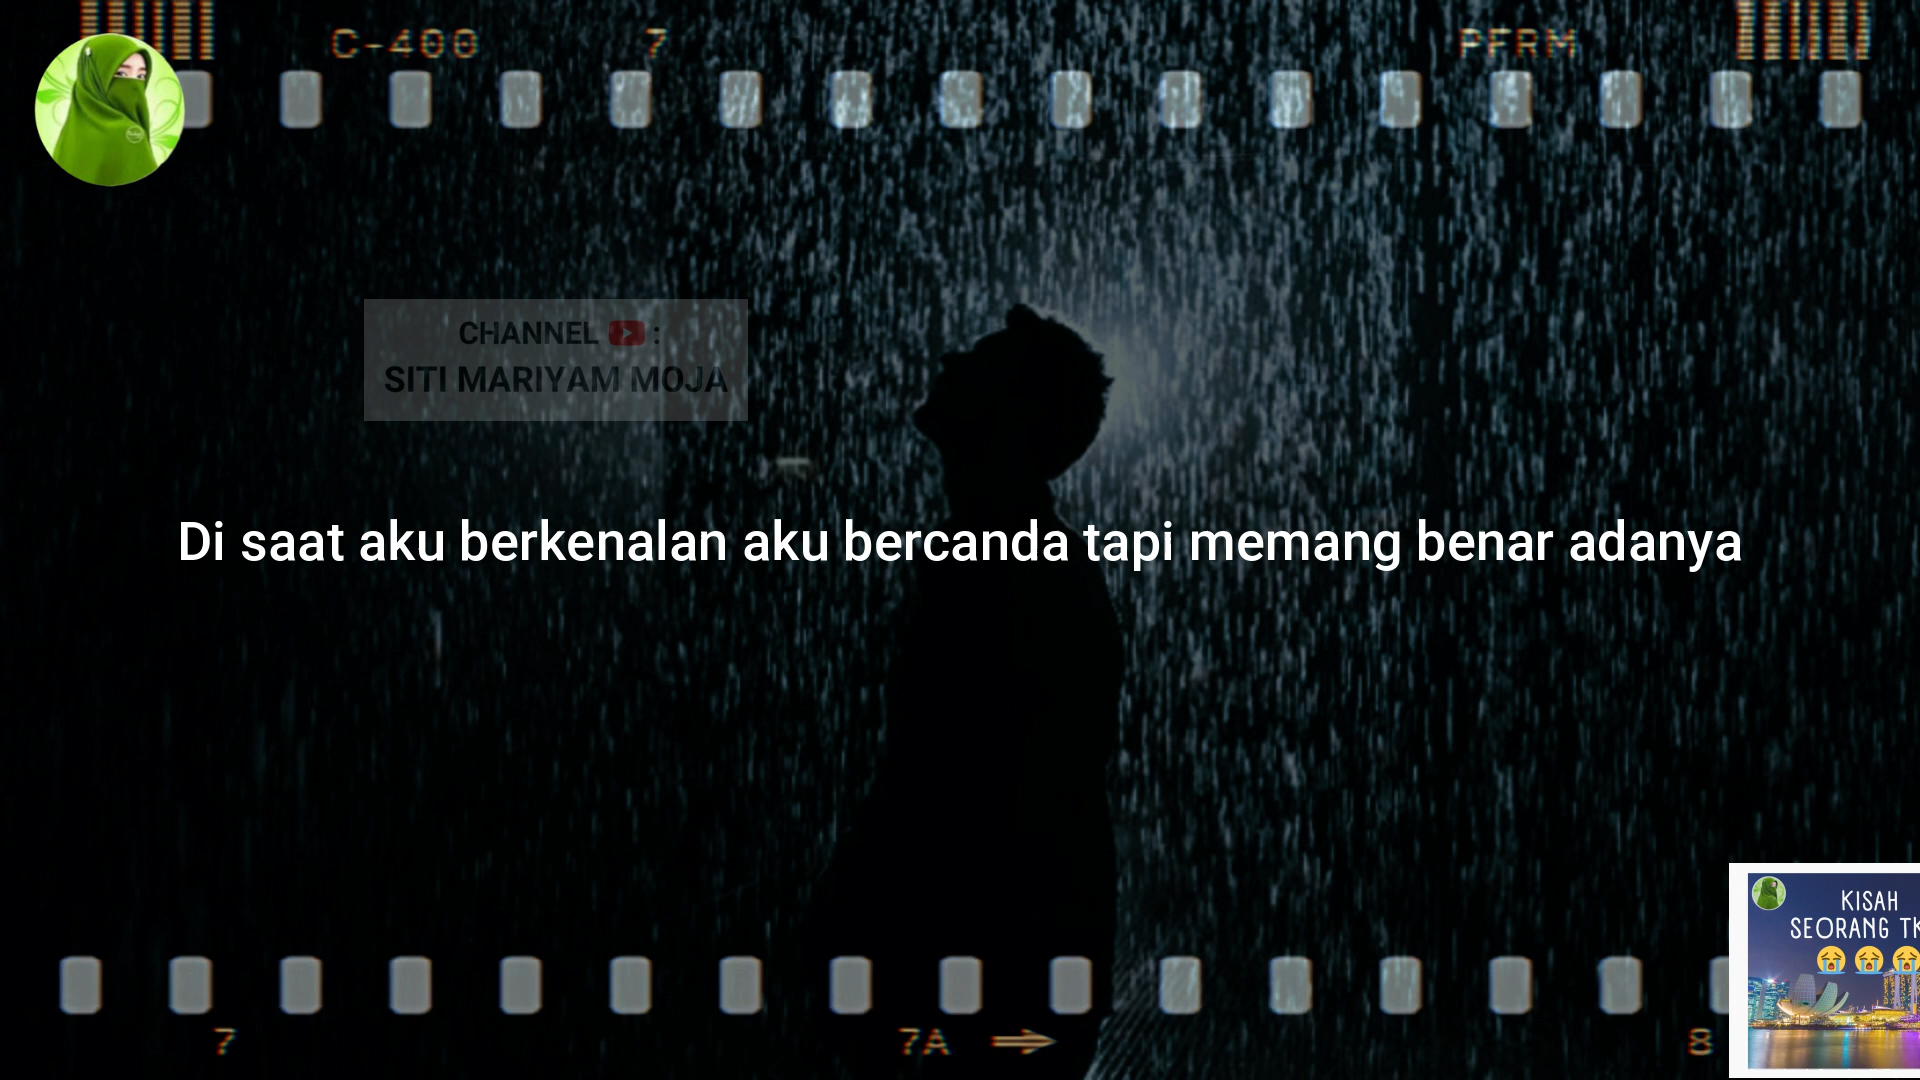 C-400 7 PFRM
CHANNEL :
SITI MARIYAM MOJA
Di saat aku berkenalan aku bercanda tapi memang benar adanya
KISAH
SEORANG TK
7 7A 8